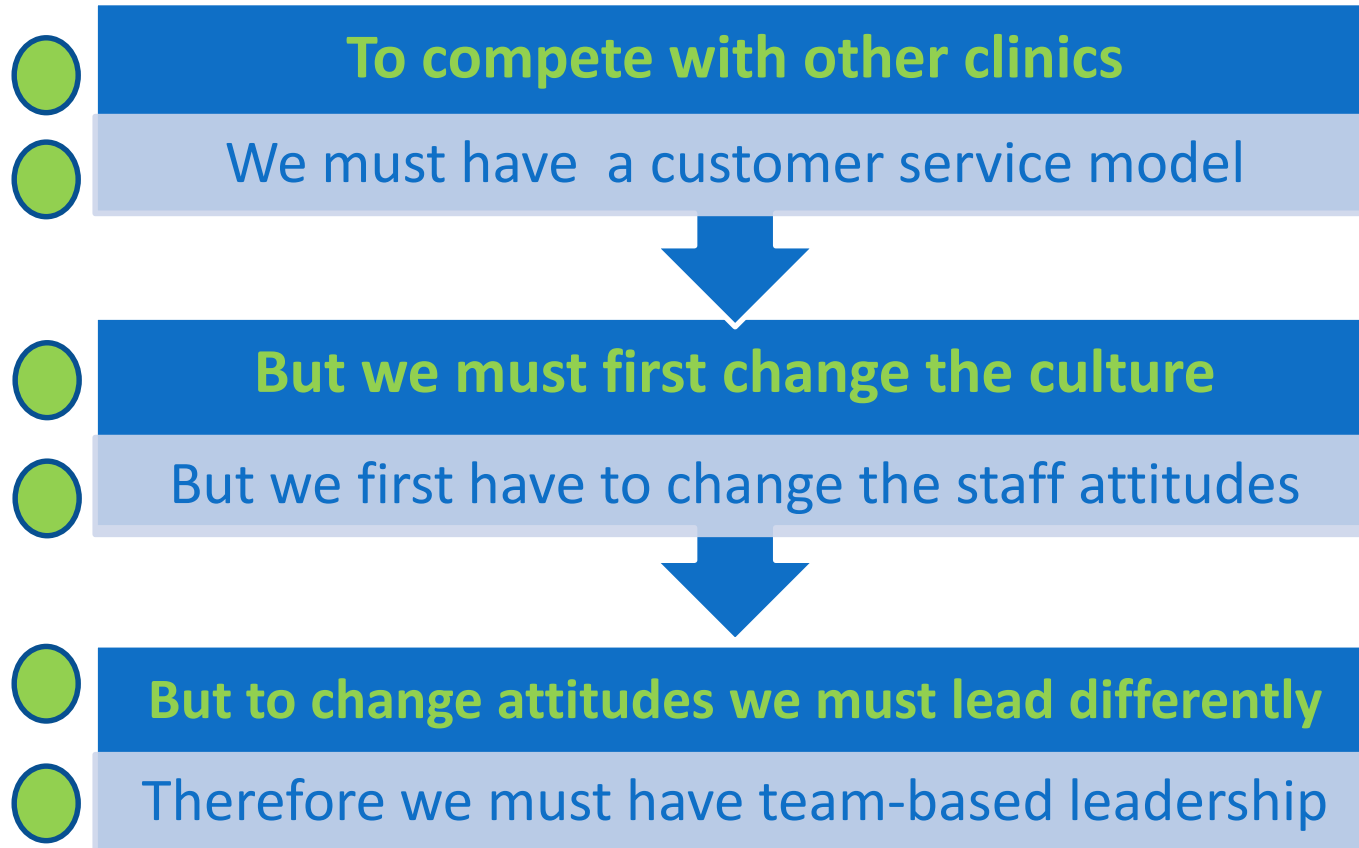 To compete with other clinics
We must have  a customer service model
But we must first change the culture
But we first have to change the staff attitudes
But to change attitudes we must lead differently
Therefore we must have team-based leadership